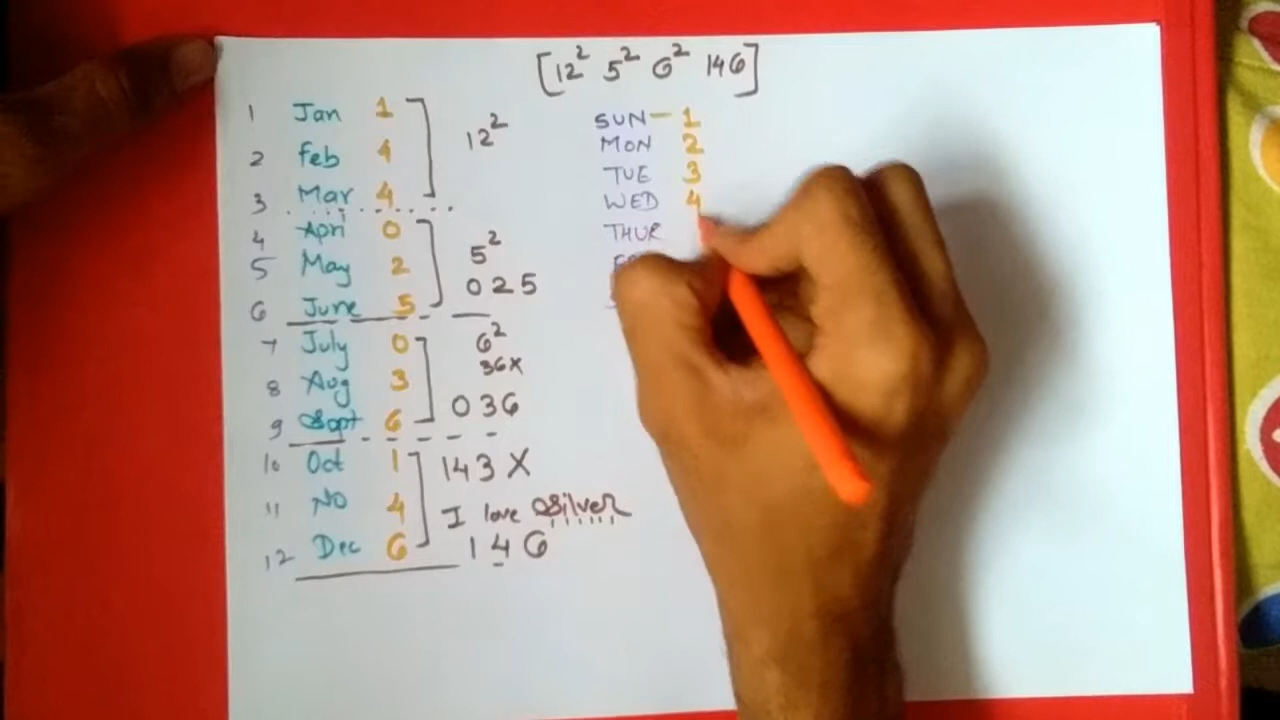 [12² 5² 6² 146]
1 Jan 1
2 Feb 4
3 Mar 4
12²
4 Apri 0
5 May 2
6 June 5
5²
025
7 July 0
8 Aug 3
9 Sept 6
6²
36X
036
10 Oct 1
11 No 4
12 Dec 6
143 X
I love Silver
146
SUN - 1
MON 2
TUE 3
WED 4
THUR